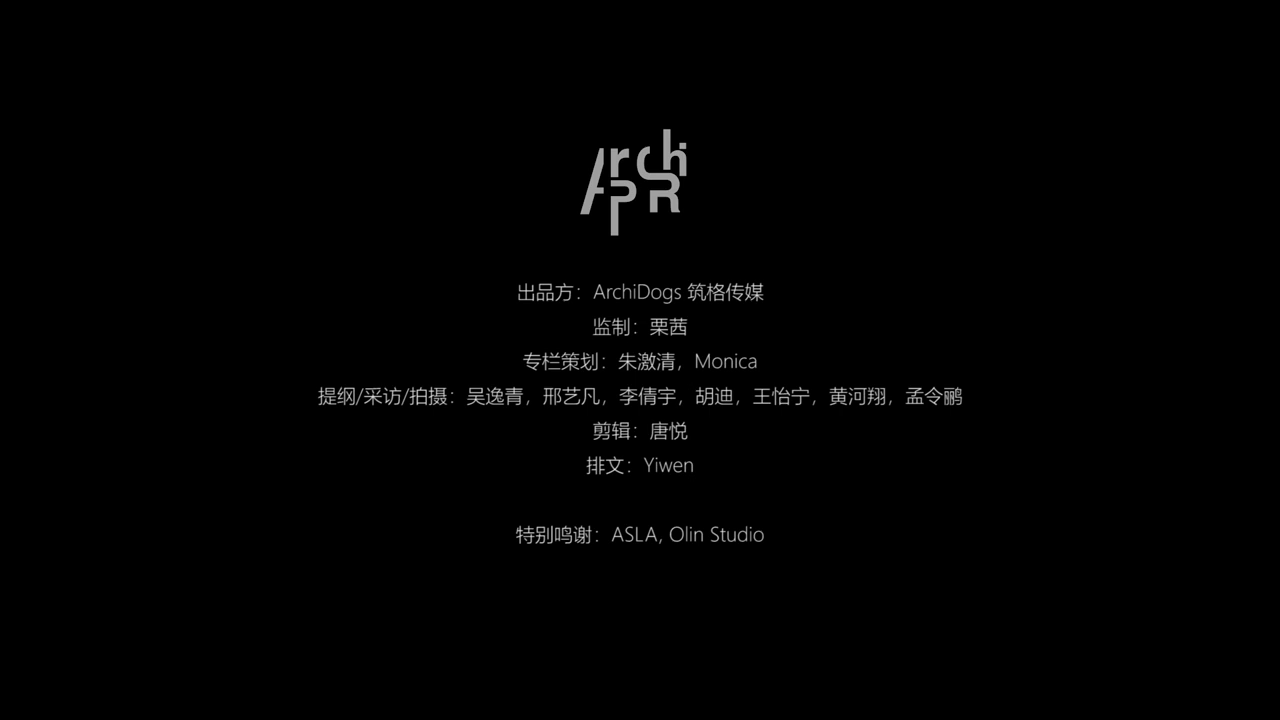 Archi
PR
出品方：ArchiDogs 筑格传媒
监制：栗茜
专栏策划：朱激清，Monica
提纲/采访/拍摄：吴逸青，邢艺凡，李倩宇，胡迪，王怡宁，黄河翔，孟令鹂
剪辑：唐悦
排文：Yiwen
特别鸣谢：ASLA, Olin Studio